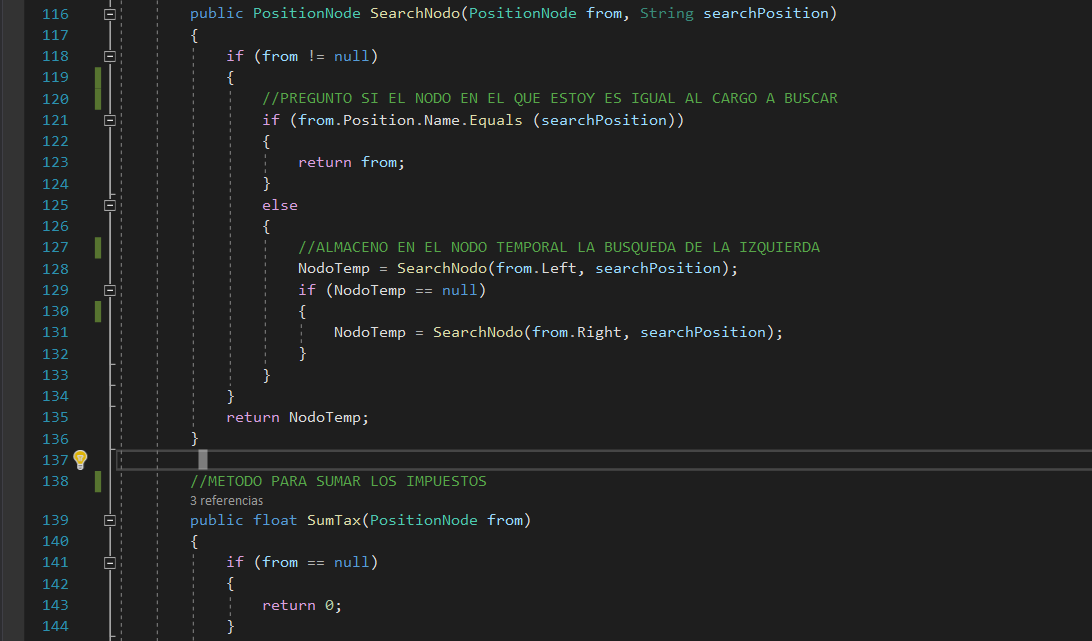 116 public PositionNode SearchNodo(PositionNode from, String searchPosition)
117 {
118 if (from != null)
119 {
120 //PREGUNTO SI EL NODO EN EL QUE ESTOY ES IGUAL AL CARGO A BUSCAR
121 if (from.Position.Name.Equals (searchPosition))
122 {
123 return from;
124 }
125 else
126 {
127 //ALMACENO EN EL NODO TEMPORAL LA BUSQUEDA DE LA IZQUIERDA
128 NodoTemp = SearchNodo(from.Left, searchPosition);
129 if (NodoTemp == null)
130 {
131 NodoTemp = SearchNodo(from.Right, searchPosition);
132 }
133 }
134 }
135 return NodoTemp;
136 }
137
138 //METODO PARA SUMAR LOS IMPUESTOS
3 referencias
139 public float SumTax(PositionNode from)
140 {
141 if (from == null)
142 {
143 return 0;
144 }